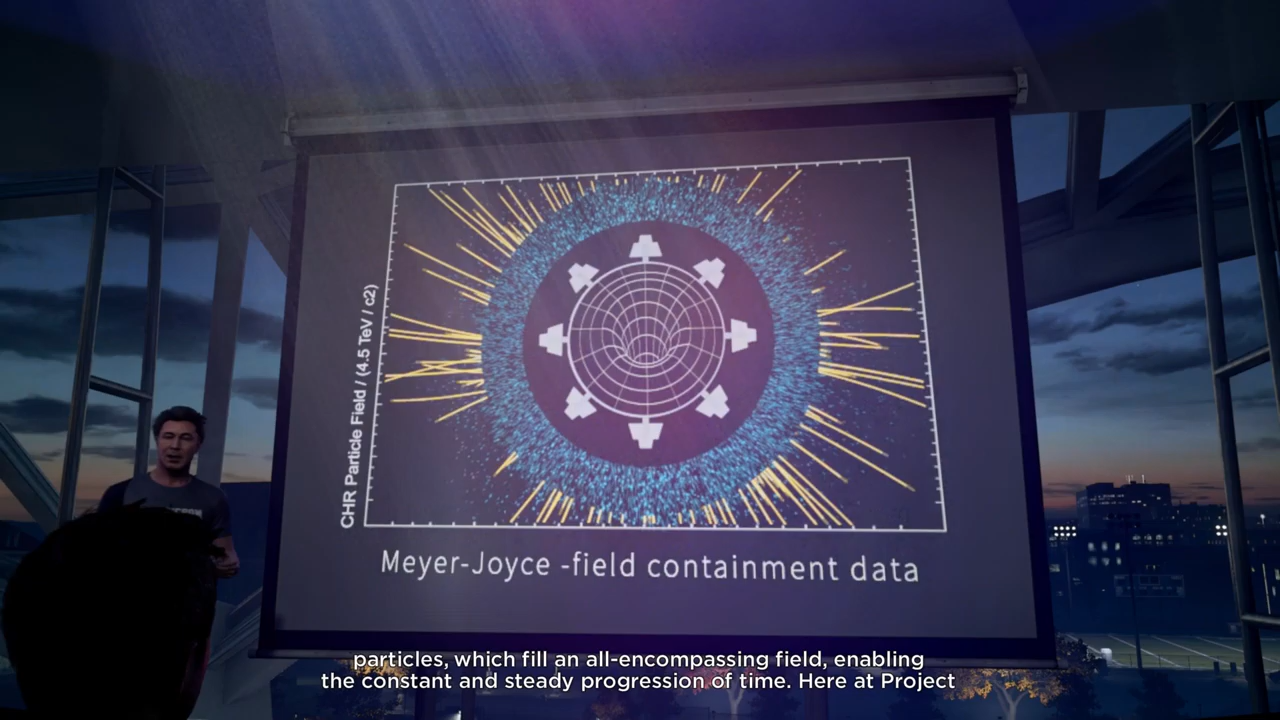 CHR Particle Field / (4.5 TeV / c2)
Meyer-Joyce -field containment data
particles, which fill an all-encompassing field, enabling
the constant and steady progression of time. Here at Project